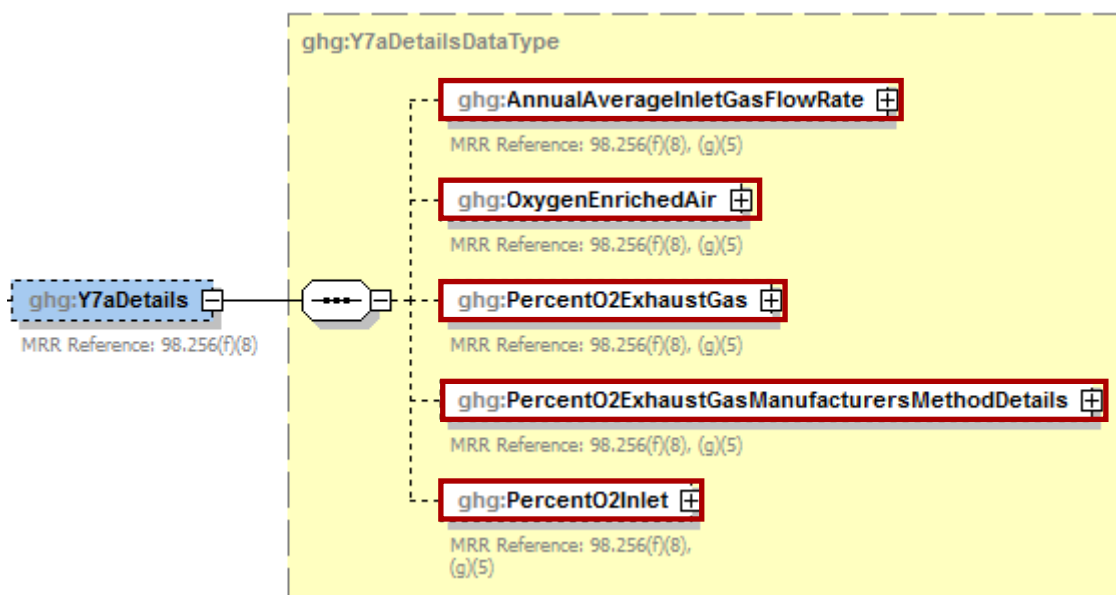 ghg:Y7aDetailsDataType
ghg:AnnualAverageInletGasFlowRate
MRR Reference: 98.256(f)(8), (g)(5)
ghg:OxygenEnrichedAir
MRR Reference: 98.256(f)(8), (g)(5)
ghg:Y7aDetails
MRR Reference: 98.256(f)(8)
ghg:PercentO2ExhaustGas
MRR Reference: 98.256(f)(8), (g)(5)
ghg:PercentO2ExhaustGasManufacturersMethodDetails
MRR Reference: 98.256(f)(8), (g)(5)
ghg:PercentO2Inlet
MRR Reference: 98.256(f)(8),
(g)(5)